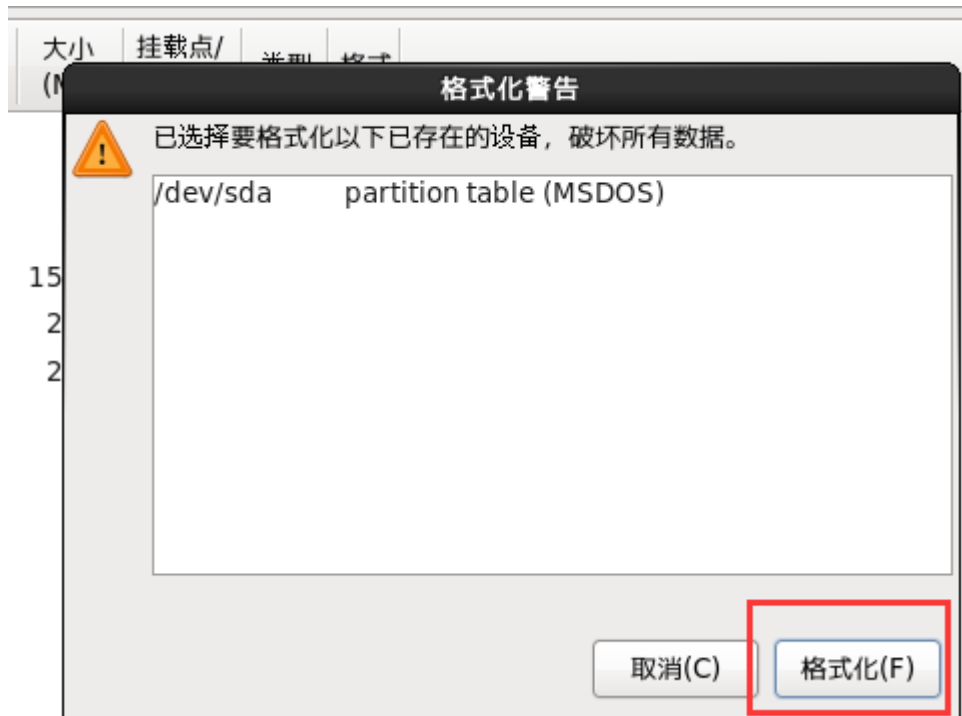 大小 挂载点/
格式化警告
已选择要格式化以下已存在的设备，破坏所有数据。
/dev/sda partition table (MSDOS)
15
2
2
取消(C) 格式化(F)